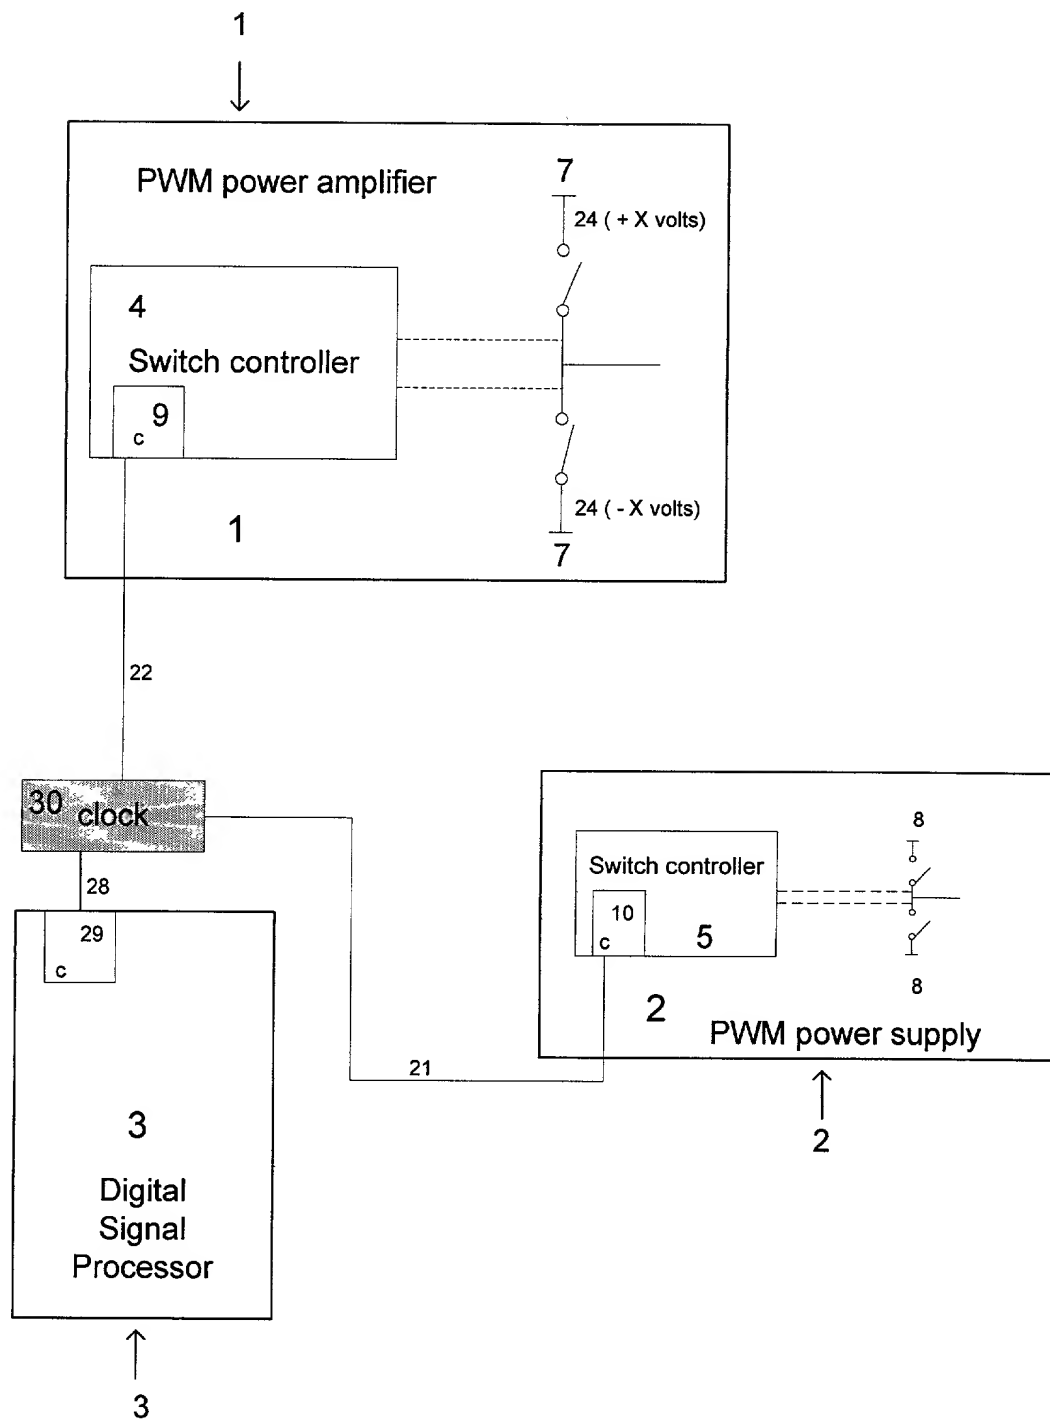 1
PWM power amplifier
7
24 ( + X volts)
4
Switch controller
9
c
24 ( - X volts)
1
7
22
30 clock
8
Switch controller
28
10
29
c
5
c
8
2
PWM power supply
21
3
2
Digital
Signal
Processor
3